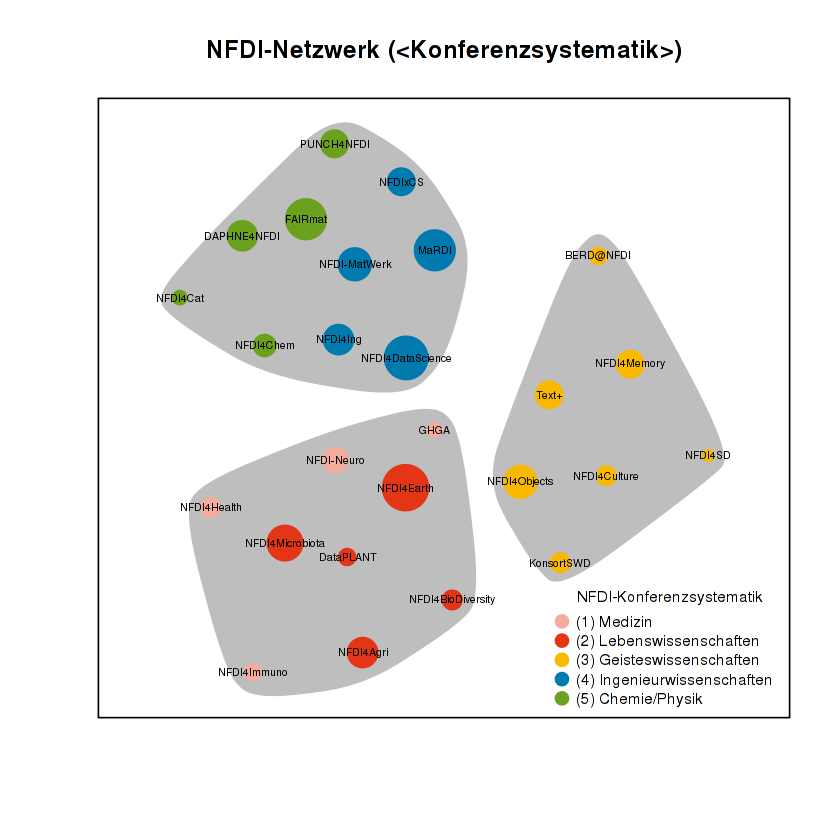 NFDI-Netzwerk (<Konferenzsystematik>)
PUNCH4NFDI
NFDIxCS
FAIRmat
DAPHNE4NFDI
MaRDI
NFDI-MatWerk
NFDI4Cat
NFDI4Ing
NFDI4Chem
NFDI4DataScience
BERD@NFDI
NFDI4Memory
Text+
NFDI4SD
NFDI4Culture
NFDI4Objects
KonsortSWD
GHGA
NFDI-Neuro
NFDI4Earth
NFDI4Health
NFDI4Microbiota
DataPLANT
NFDI4BioDiversity
NFDI4Agri
NFDI4Immuno
NFDI-Konferenzsystematik
(1) Medizin
(2) Lebenswissenschaften
(3) Geisteswissenschaften
(4) Ingenieurwissenschaften
(5) Chemie/Physik